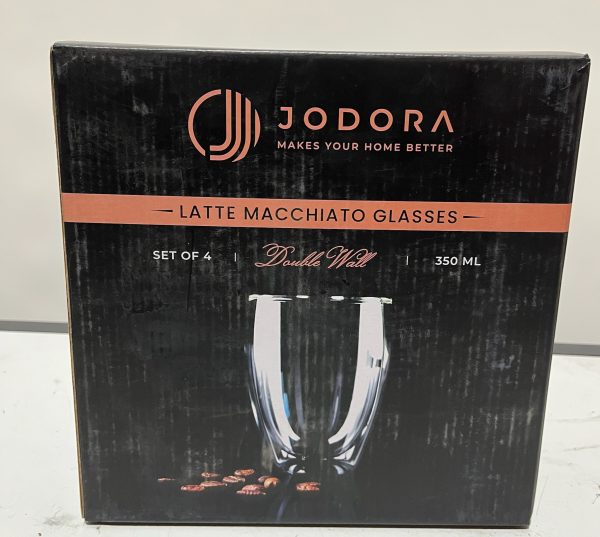 JODORA
MAKES YOUR HOME BETTER
LATTE MACCHIATO GLASSES
SET OF 4 | Double Wall | 350 ML